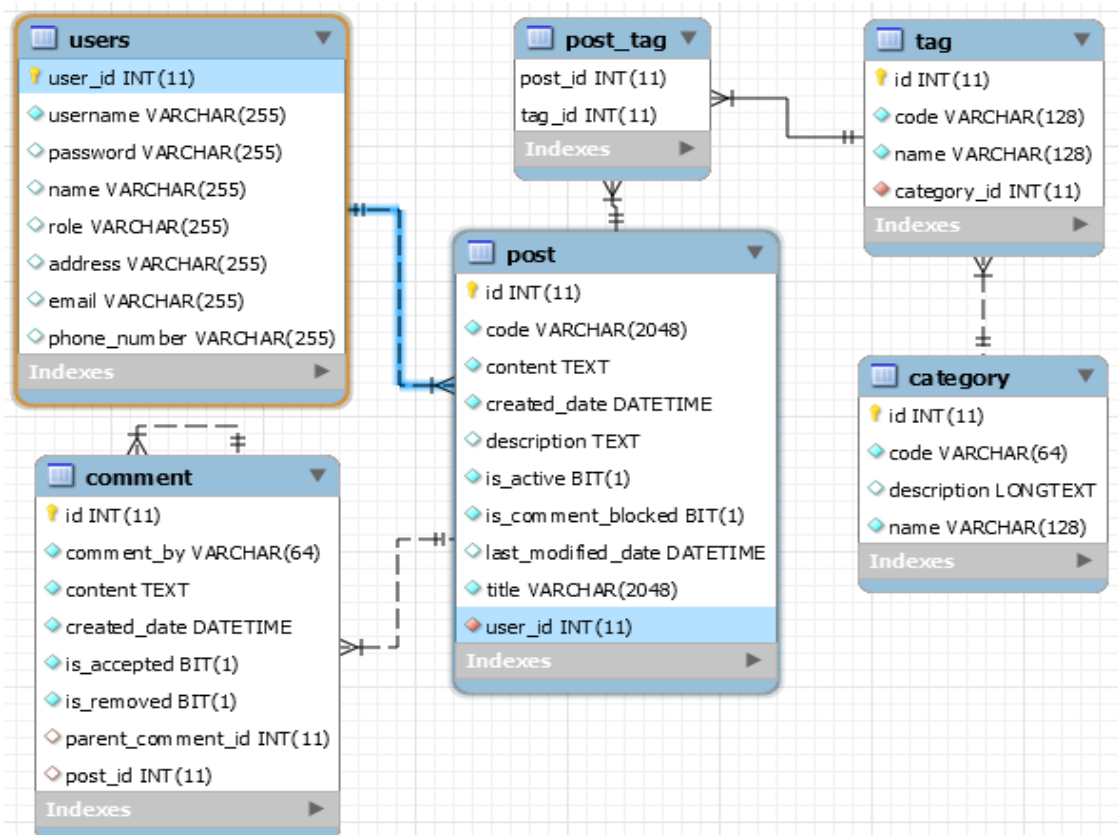 users
user_id INT(11)
username VARCHAR(255)
password VARCHAR(255)
name VARCHAR(255)
role VARCHAR(255)
address VARCHAR(255)
email VARCHAR(255)
phone_number VARCHAR(255)
Indexes
post_tag
post_id INT(11)
tag_id INT(11)
Indexes
tag
id INT(11)
code VARCHAR(128)
name VARCHAR(128)
category_id INT(11)
Indexes
post
id INT(11)
code VARCHAR(2048)
content TEXT
created_date DATETIME
description TEXT
is_active BIT(1)
is_comment_blocked BIT(1)
last_modified_date DATETIME
title VARCHAR(2048)
user_id INT(11)
Indexes
category
id INT(11)
code VARCHAR(64)
description LONGTEXT
name VARCHAR(128)
Indexes
comment
id INT(11)
comment_by VARCHAR(64)
content TEXT
created_date DATETIME
is_accepted BIT(1)
is_removed BIT(1)
parent_comment_id INT(11)
post_id INT(11)
Indexes